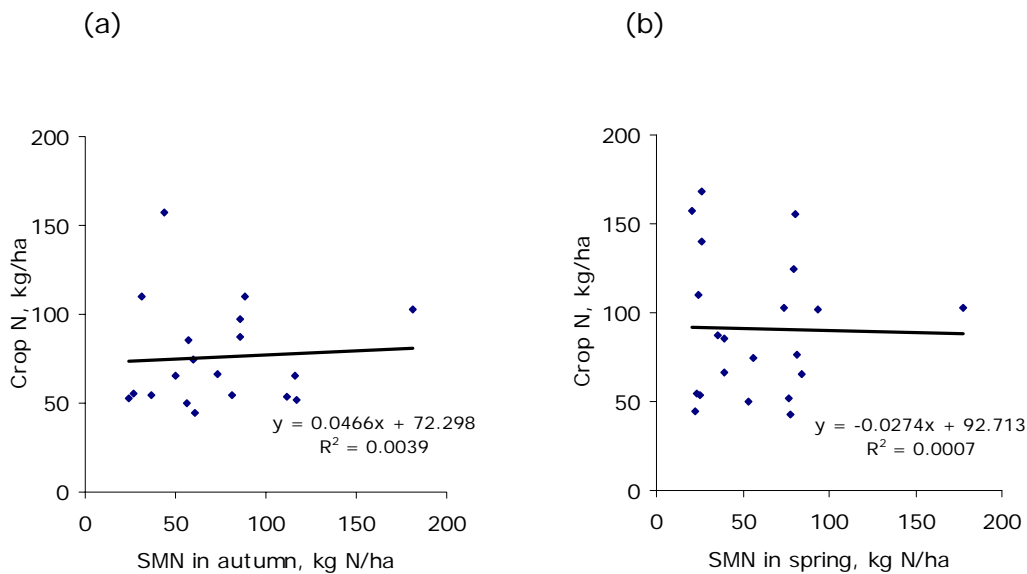 (a)
200
150
100
50
0
Crop N, kg/ha
y = 0.0466x + 72.298
R² = 0.0039
0 50 100 150 200
SMN in autumn, kg N/ha
(b)
200
150
100
50
0
Crop N, kg/ha
y = -0.0274x + 92.713
R² = 0.0007
0 50 100 150 200
SMN in spring, kg N/ha